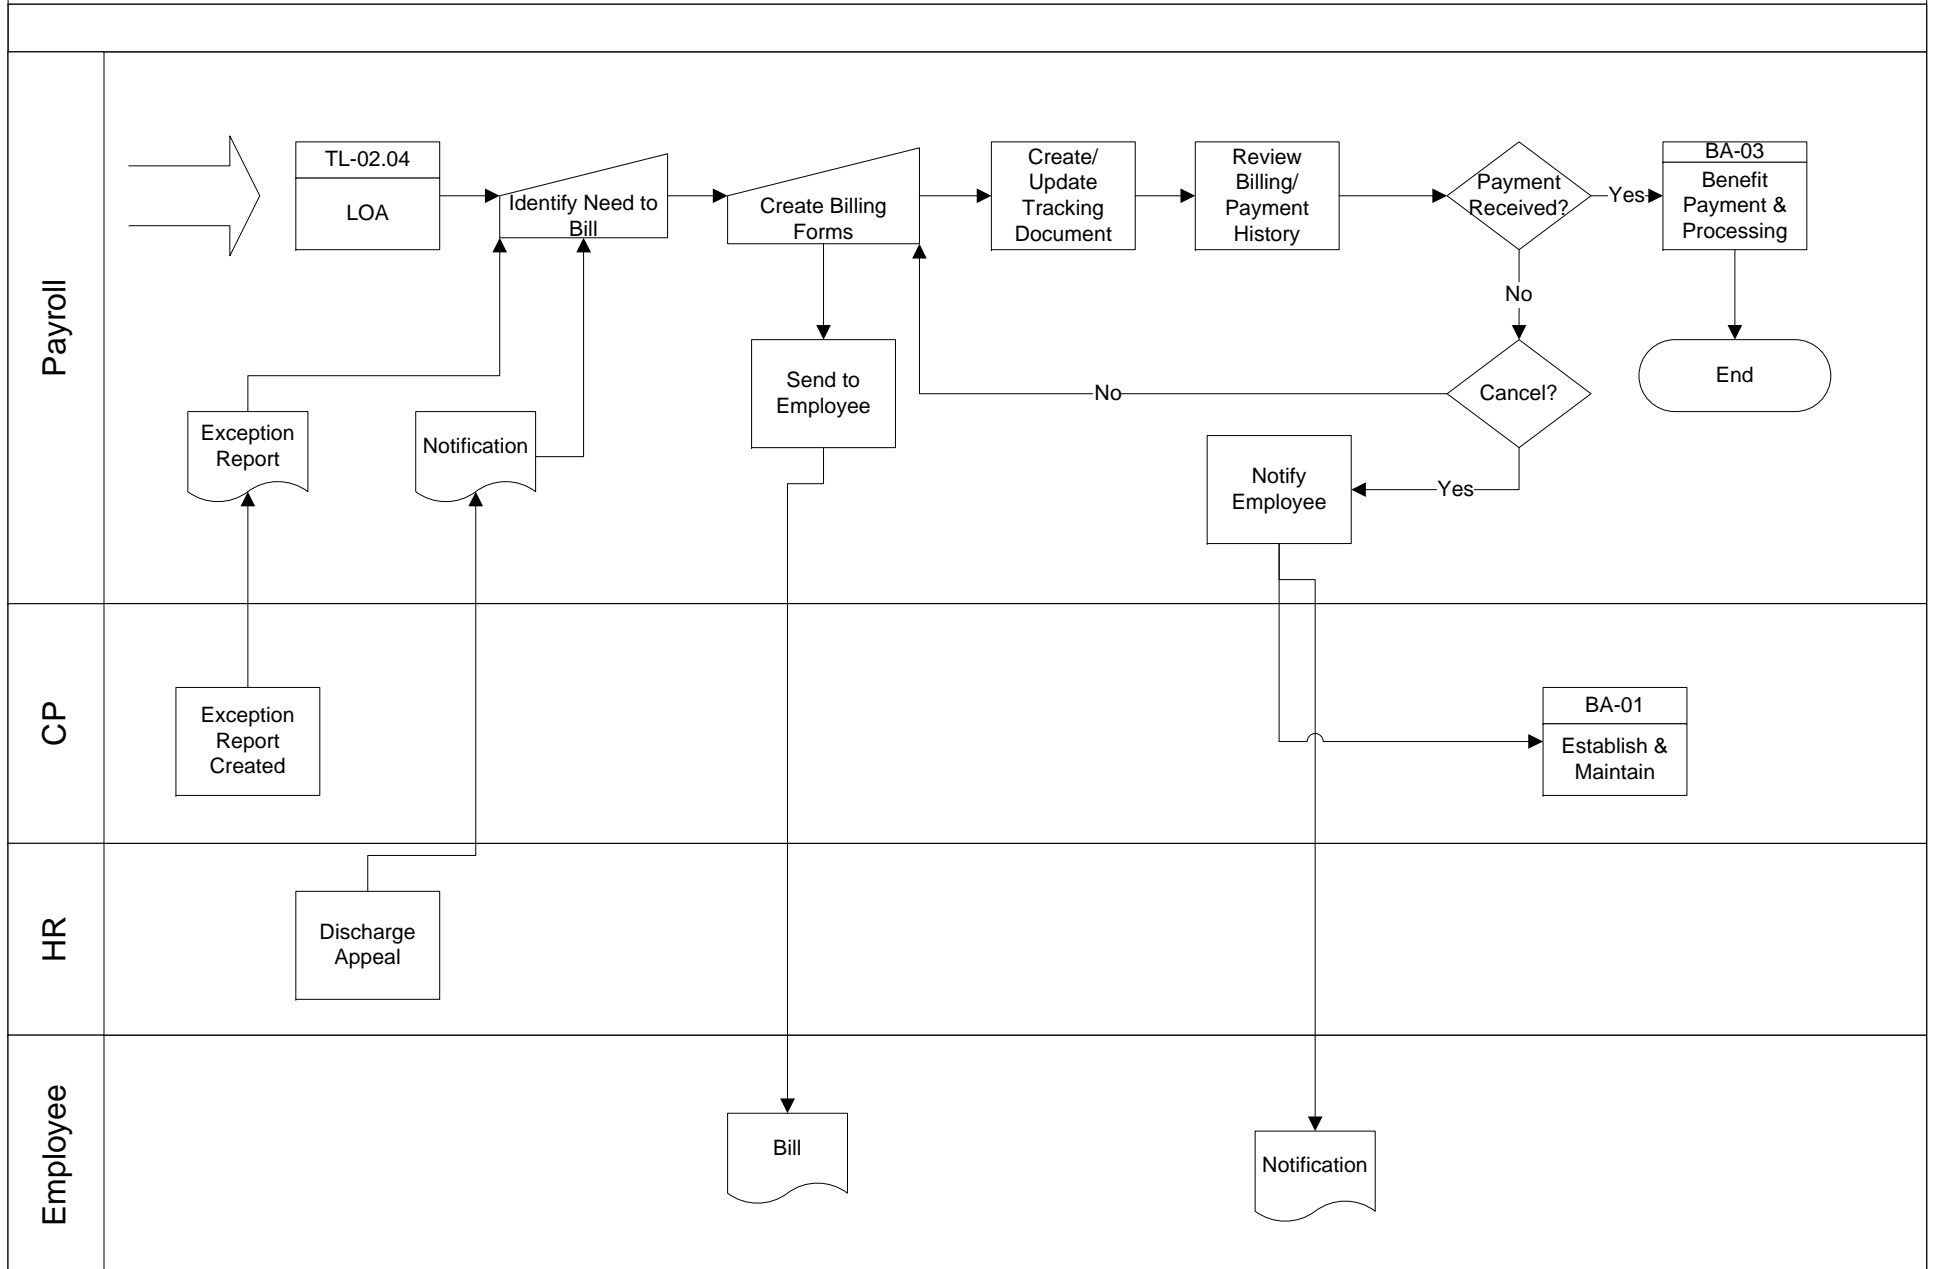 Payroll
TL-02.04
LOA
Identify Need to
Bill
Create Billing
Forms
Create/
Update
Tracking
Document
Review
Billing/
Payment
History
Payment
Received?
Yes
BA-03
Benefit
Payment &
Processing
No
End
Send to
Employee
No
Cancel?
Exception
Report
Notification
Notify
Employee
Yes
CP
Exception
Report
Created
BA-01
Establish &
Maintain
HR
Discharge
Appeal
Employee
Bill
Notification